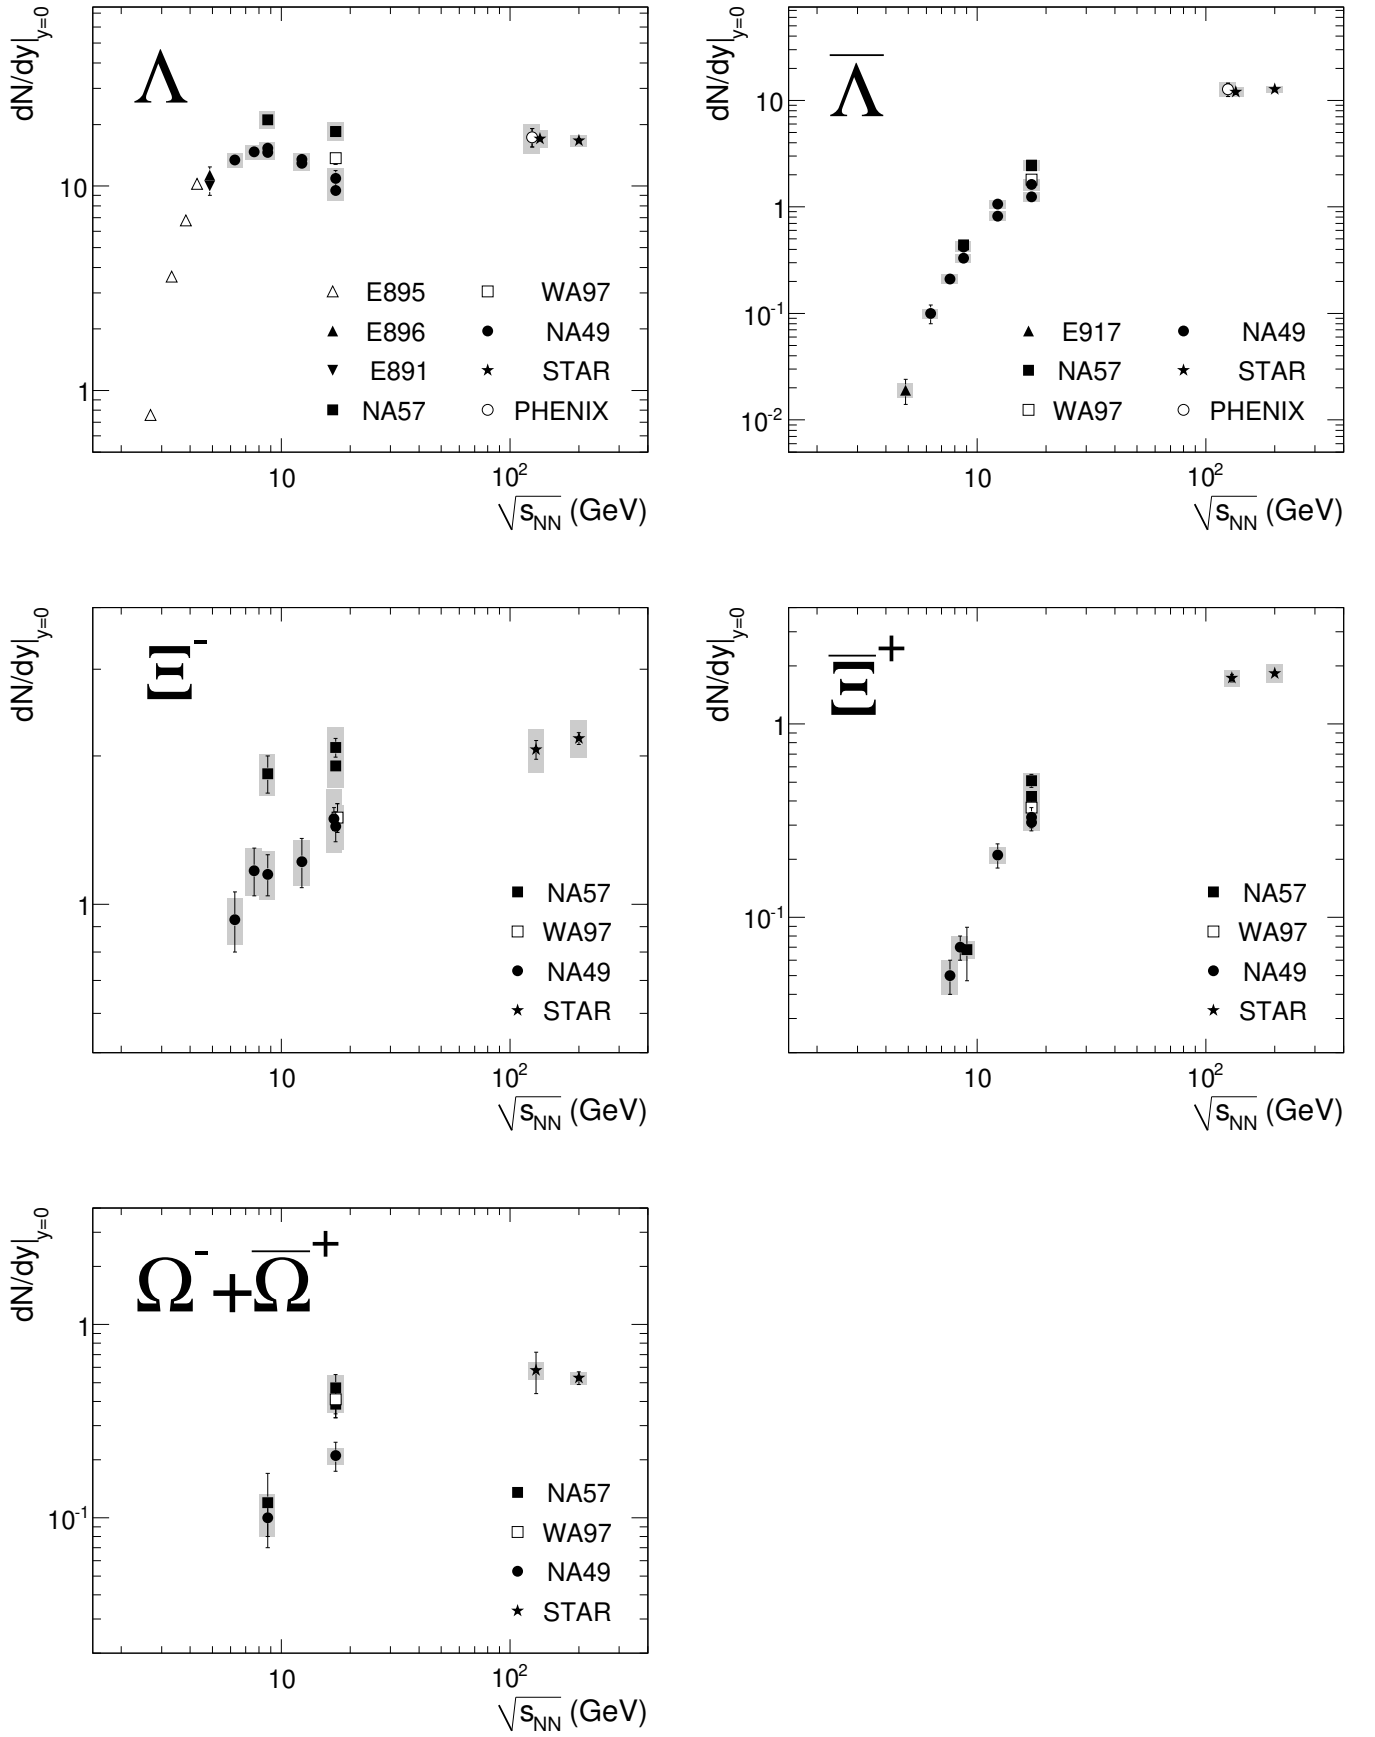 dN/dy|y=0
Λ
10
1
E895
E896
E891
NA57
WA97
NA49
STAR
PHENIX
10
10²
√sNN (GeV)
dN/dy|y=0
Λ̅
10
1
10⁻¹
10⁻²
E917
NA57
WA97
NA49
STAR
PHENIX
10
10²
√sNN (GeV)
dN/dy|y=0
Ξ⁻
1
NA57
WA97
NA49
STAR
10
10²
√sNN (GeV)
dN/dy|y=0
Ξ̅⁺
1
10⁻¹
NA57
WA97
NA49
STAR
10
10²
√sNN (GeV)
dN/dy|y=0
Ω⁻+Ω̅⁺
1
10⁻¹
NA57
WA97
NA49
STAR
10
10²
√sNN (GeV)